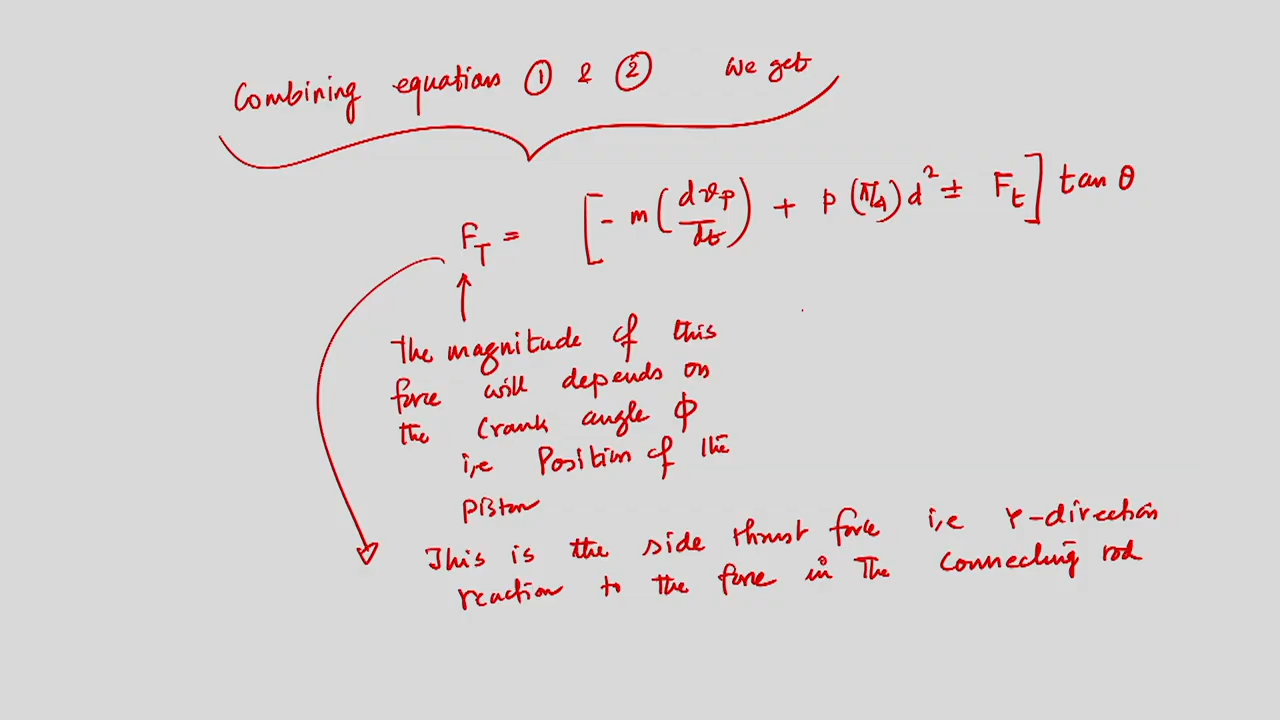 Combining equations ① & ② we get
F_T = [- m (dϑp/dt) + p (π/4) d² ± F_t] tan θ
The magnitude of this
force will depends on
the crank angle ϕ
i,e Position of the
piston
This is the side thrust force i,e Y-direction
reaction to the force in The connecting rod